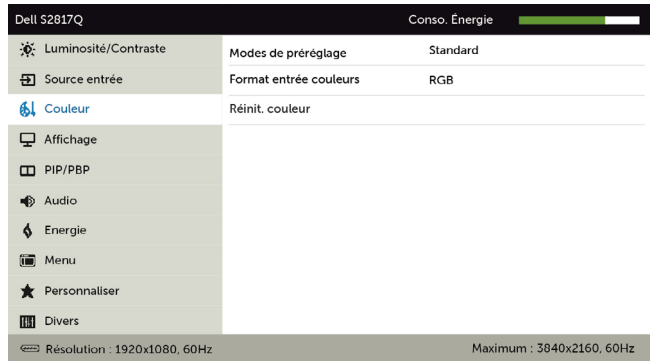 Dell S2817Q Conso. Énergie
Luminosité/Contraste Modes de préréglage Standard
Source entrée Format entrée couleurs RGB
Couleur Réinit. couleur
Affichage
PIP/PBP
Audio
Energie
Menu
Personnaliser
Divers
Résolution : 1920x1080, 60Hz Maximum : 3840x2160, 60Hz